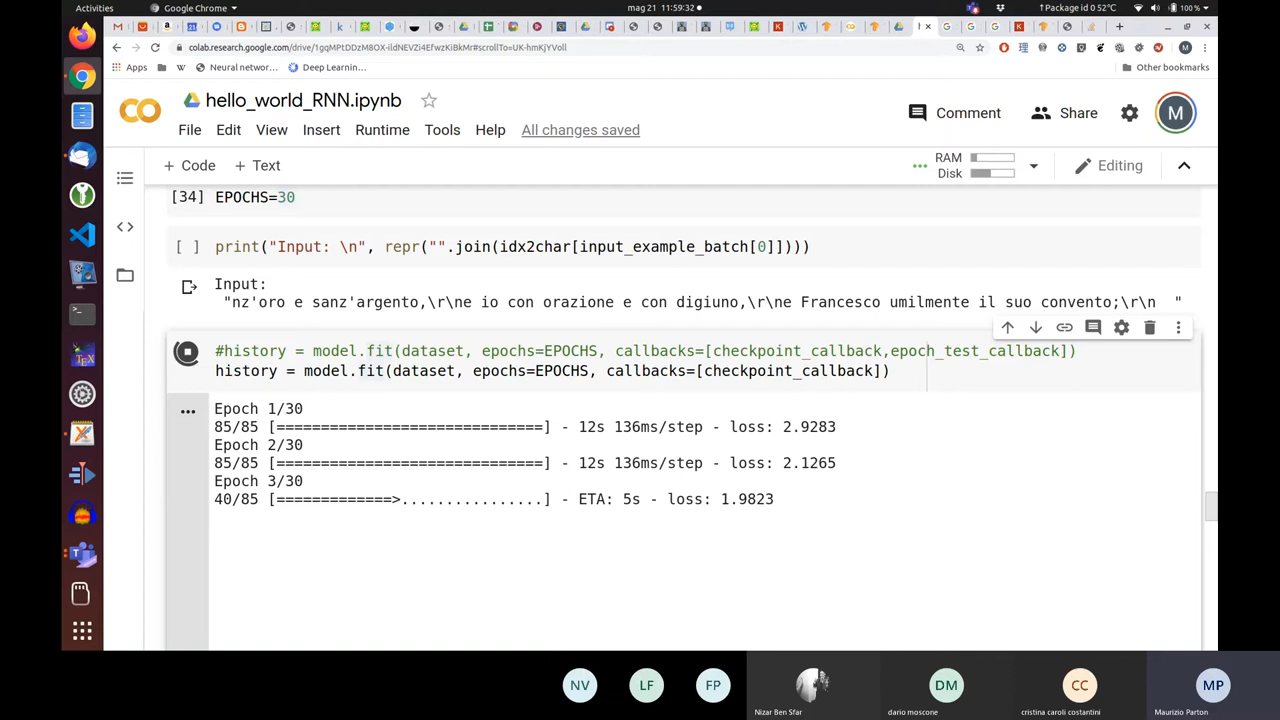 Activities
Google Chrome
mag 21 11:59:32
1 Package id 0 52°C
100 %
colab.research.google.com/drive/1gqMPtDDzM8OX-ildNEVZi4EfwzKiBkMr#scrollTo=UK-hmKjYVoll
Apps
Neural networ...
Deep Learnin...
Other bookmarks
hello_world_RNN.ipynb
Comment
Share
M
File Edit View Insert Runtime Tools Help All changes saved
+ Code + Text
RAM
Disk
Editing
[34] EPOCHS=30
[ ] print("Input: \n", repr("".join(idx2char[input_example_batch[0]])))
Input:
"nz'oro e sanz'argento,\r\ne io con orazione e con digiuno,\r\ne Francesco umilmente il suo convento;\r\n "
#history = model.fit(dataset, epochs=EPOCHS, callbacks=[checkpoint_callback,epoch_test_callback])
history = model.fit(dataset, epochs=EPOCHS, callbacks=[checkpoint_callback])
Epoch 1/30
85/85 [==============================] - 12s 136ms/step - loss: 2.9283
Epoch 2/30
85/85 [==============================] - 12s 136ms/step - loss: 2.1265
Epoch 3/30
40/85 [=============>................] - ETA: 5s - loss: 1.9823
NV
LF
FP
DM
CC
MP
Nizar Ben Sfar
dario moscone
cristina caroli costantini
Maurizio Parton